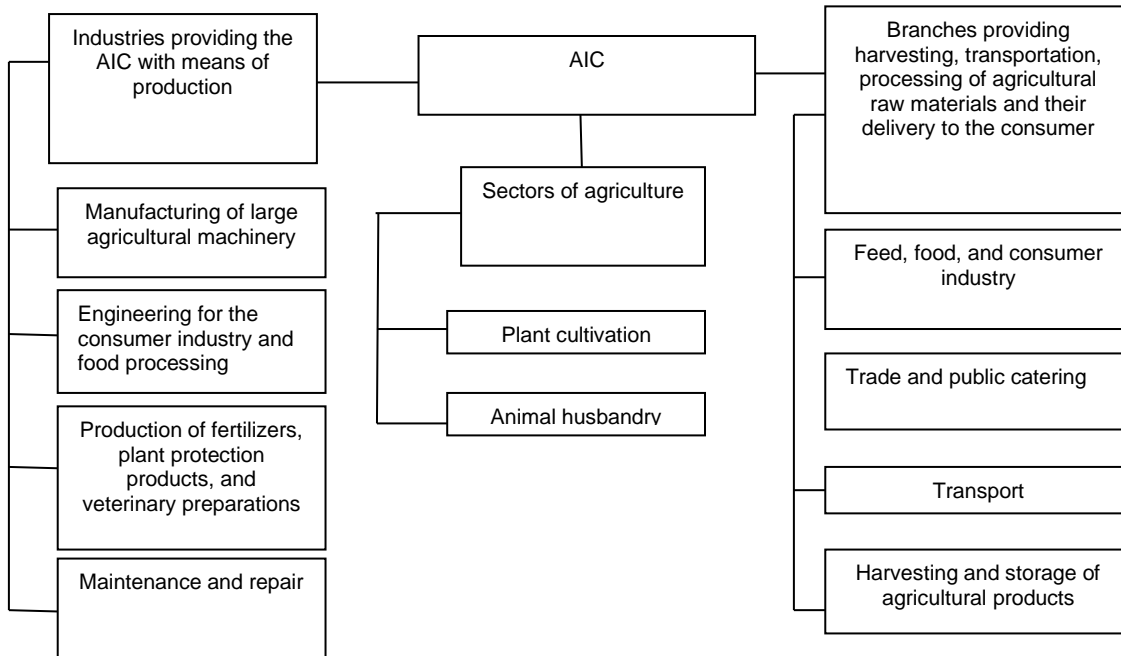 Industries providing the
AIC with means of
production
Manufacturing of large
agricultural machinery
Engineering for the
consumer industry and
food processing
Production of fertilizers,
plant protection
products, and
veterinary preparations
Maintenance and repair
AIC
Sectors of agriculture
Plant cultivation
Animal husbandry
Branches providing
harvesting, transportation,
processing of agricultural
raw materials and their
delivery to the consumer
Feed, food, and consumer
industry
Trade and public catering
Transport
Harvesting and storage of
agricultural products